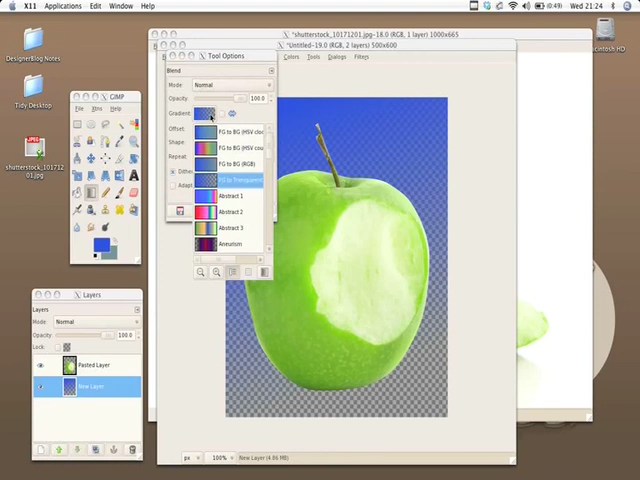 X11 Applications Edit Window Help
(0:49) Wed 21:24
*shutterstock_10171201.jpg-18.0 (RGB, 1 layer) 1000x665
*Untitled-19.0 (RGB, 2 layers) 500x600
Colors Tools Dialogs Filters
Tool Options
Blend
Mode: Normal
Opacity: 100.0
Gradient:
Offset:
Shape:
Repeat:
FG to BG (HSV
FG to BG (HSV
FG to BG (RGB)
FG to Transparent
Abstract 1
Abstract 2
Abstract 3
Aneurism
DesignerBlog Notes
Tidy Desktop
shutterstock_101712
01.jpg
GIMP
File Xtns Help
Layers
Layers
Mode: Normal
Opacity: 100.0
Lock:
Pasted Layer
New Layer
px 100% New Layer (4.86 MB)